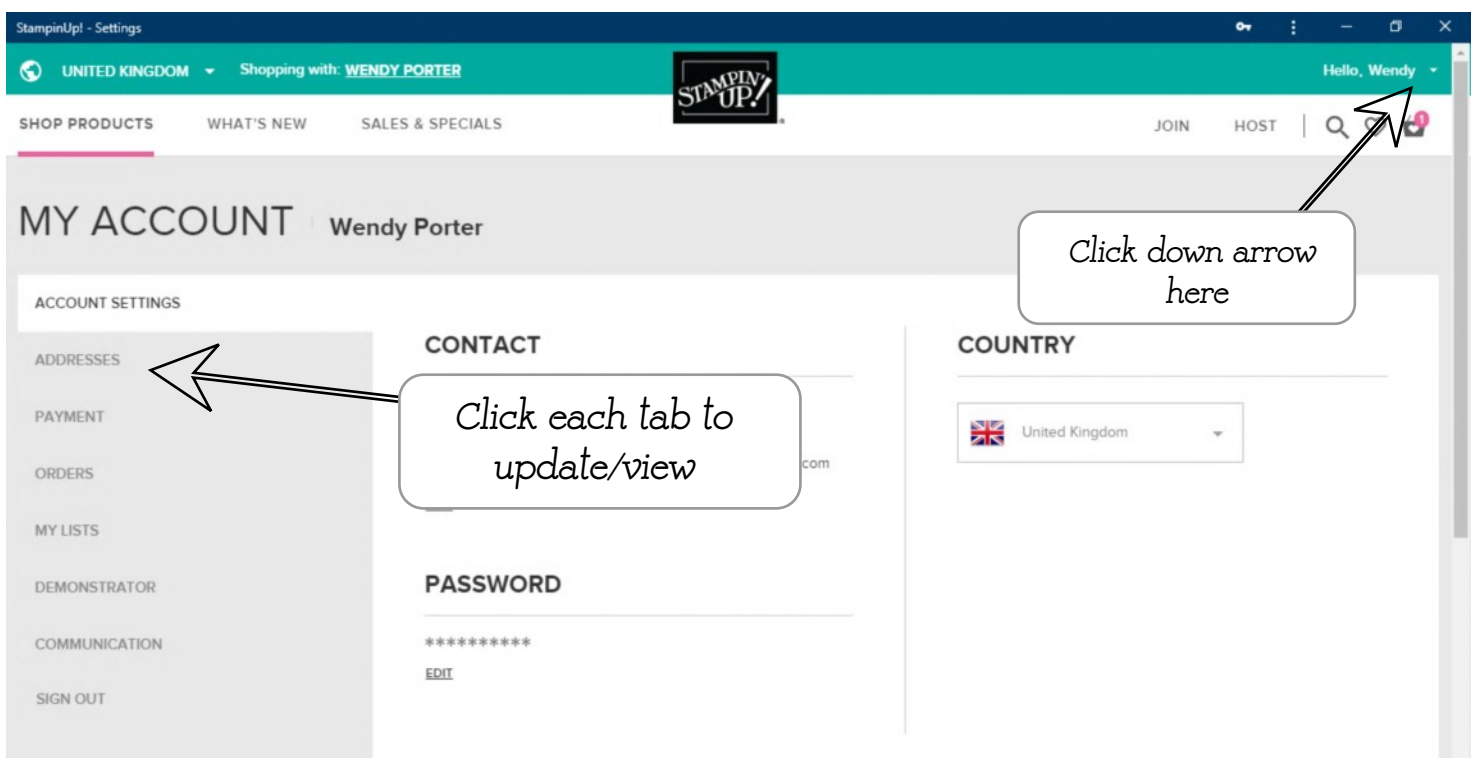 StampinUp! - Settings
UNITED KINGDOM Shopping with: WENDY PORTER
STAMPIN' UP!
Hello, Wendy
SHOP PRODUCTS WHAT'S NEW SALES & SPECIALS
JOIN HOST 1
MY ACCOUNT Wendy Porter
Click down arrow
here
ACCOUNT SETTINGS
ADDRESSES
PAYMENT
ORDERS
MY LISTS
DEMONSTRATOR
COMMUNICATION
SIGN OUT
CONTACT
Click each tab to
update/view
com
PASSWORD
**********
EDIT
COUNTRY
United Kingdom